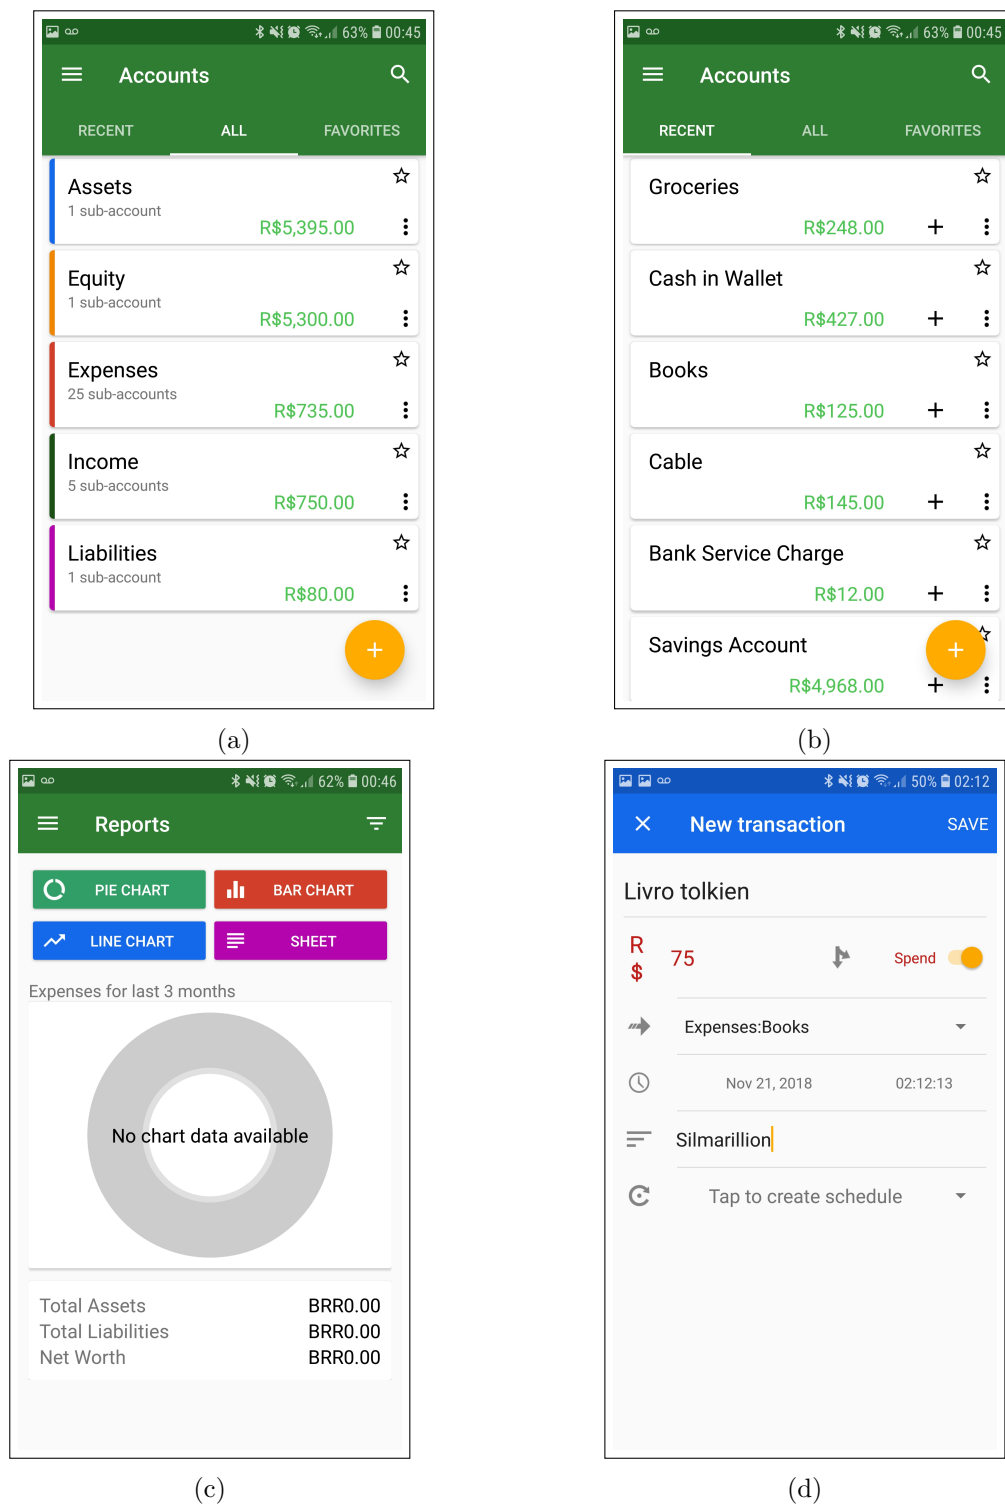 63% 00:45
Accounts
RECENT ALL FAVORITES
Assets
1 sub-account
R$5,395.00
Equity
1 sub-account
R$5,300.00
Expenses
25 sub-accounts
R$735.00
Income
5 sub-accounts
R$750.00
Liabilities
1 sub-account
R$80.00
+
(a)
63% 00:45
Accounts
RECENT ALL FAVORITES
Groceries
R$248.00 +
Cash in Wallet
R$427.00 +
Books
R$125.00 +
Cable
R$145.00 +
Bank Service Charge
R$12.00 +
Savings Account
+
R$4,968.00 +
(b)
62% 00:46
Reports
PIE CHART BAR CHART
LINE CHART SHEET
Expenses for last 3 months
No chart data available
Total Assets BRR0.00
Total Liabilities BRR0.00
Net Worth BRR0.00
(c)
50% 02:12
New transaction SAVE
Livro tolkien
R
$
75 Spend
Expenses:Books
Nov 21, 2018 02:12:13
Silmarillion
Tap to create schedule
(d)